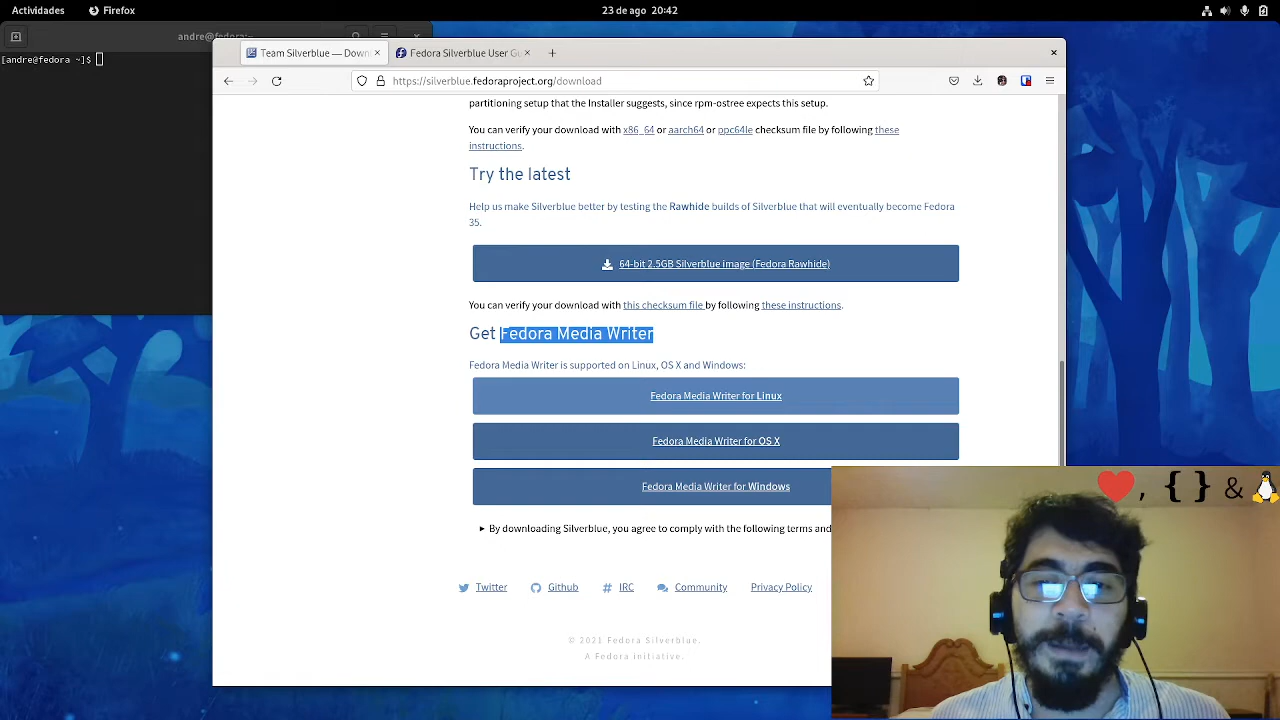 Actividades Firefox 23 de ago 20:42
andre@fedora:~
[andre@fedora ~]$
Team Silverblue — Down
Fedora Silverblue User Gu
https://silverblue.fedoraproject.org/download
partitioning setup that the Installer suggests, since rpm-ostree expects this setup.
You can verify your download with x86_64 or aarch64 or ppc64le checksum file by following these
instructions.
Try the latest
Help us make Silverblue better by testing the Rawhide builds of Silverblue that will eventually become Fedora
35.
64-bit 2.5GB Silverblue image (Fedora Rawhide)
You can verify your download with this checksum file by following these instructions.
Get Fedora Media Writer
Fedora Media Writer is supported on Linux, OS X and Windows:
Fedora Media Writer for Linux
Fedora Media Writer for OS X
Fedora Media Writer for Windows
By downloading Silverblue, you agree to comply with the following terms and
, { } &
Twitter Github IRC Community Privacy Policy
© 2021 Fedora Silverblue.
A Fedora initiative.